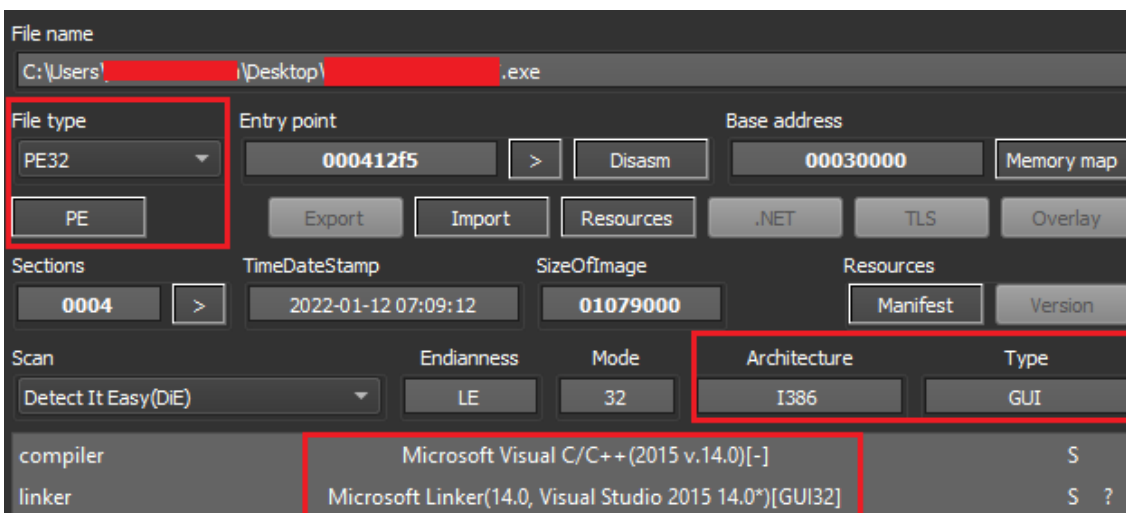 File name
C:\Users\ \Desktop\ .exe
File type Entry point Base address
PE32 000412f5 > Disasm 00030000 Memory map
PE Export Import Resources .NET TLS Overlay
Sections TimeDateStamp SizeOfImage Resources
0004 > 2022-01-12 07:09:12 01079000 Manifest Version
Scan Endianness Mode Architecture Type
Detect It Easy(DiE) LE 32 I386 GUI
compiler Microsoft Visual C/C++(2015 v.14.0)[-] S
linker Microsoft Linker(14.0, Visual Studio 2015 14.0*)[GUI32] S ?